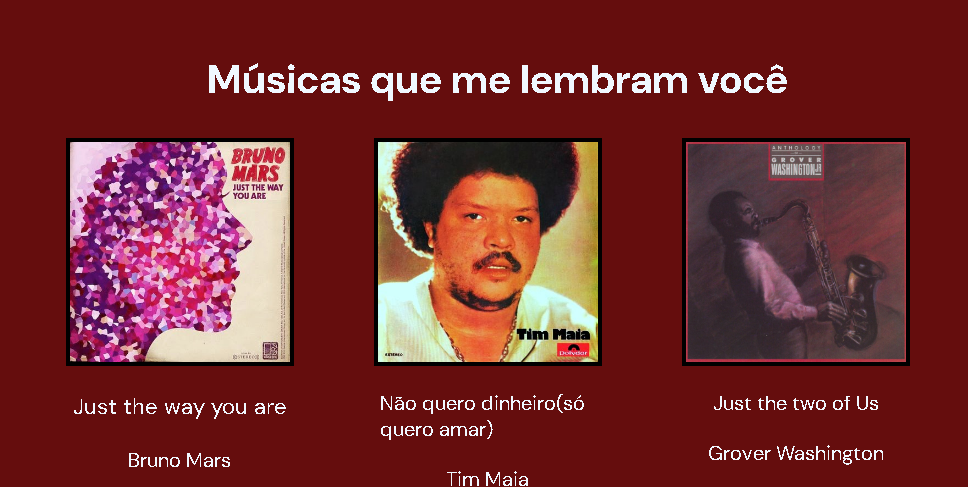 Músicas que me lembram você
BRUNO
MARS
JUST THE WAY
YOU ARE
STEREO
Tim Maia
ESTEREO
Polydor
ANTHOLOGY
GROVER
WASHINGTON JR
Just the way you are
Bruno Mars
Não quero dinheiro(só
quero amar)
Tim Maia
Just the two of Us
Grover Washington